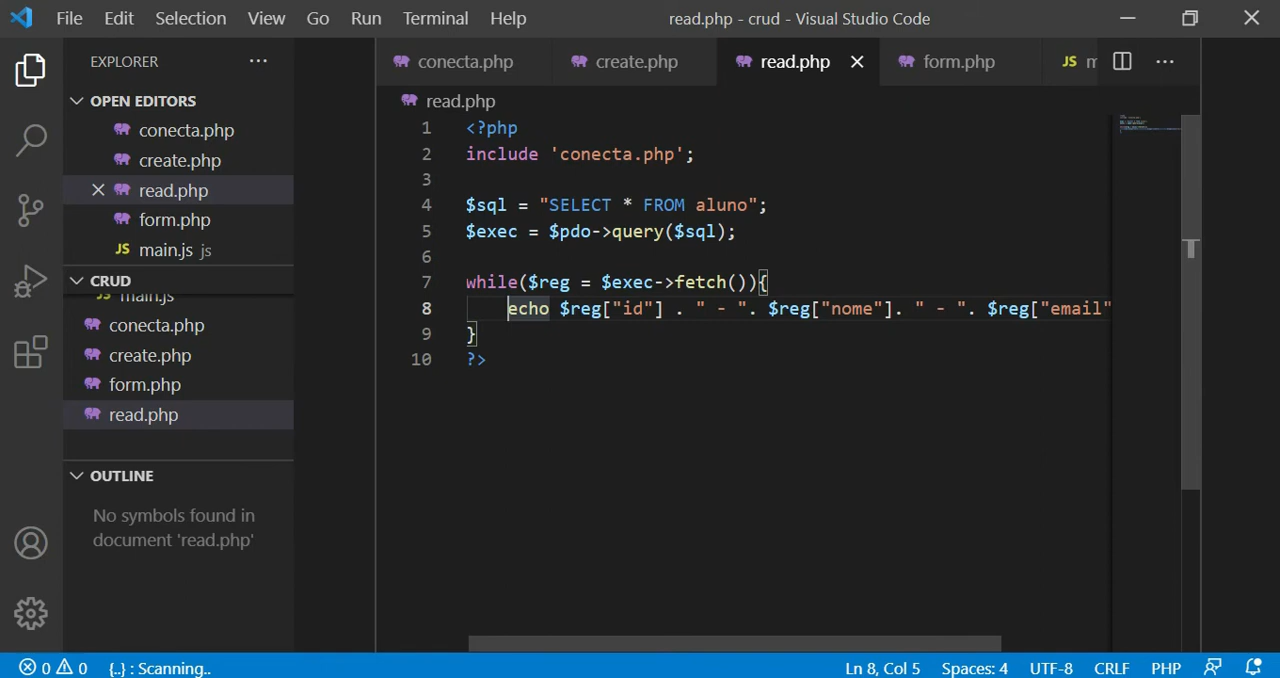 File Edit Selection View Go Run Terminal Help
read.php - crud - Visual Studio Code
EXPLORER
OPEN EDITORS
conecta.php
create.php
read.php
form.php
main.js js
CRUD
main.js
conecta.php
create.php
form.php
read.php
OUTLINE
No symbols found in
document 'read.php'
conecta.php create.php read.php form.php JS m
read.php
1 <?php
2 include 'conecta.php';
3
4 $sql = "SELECT * FROM aluno";
5 $exec = $pdo->query($sql);
6
7 while($reg = $exec->fetch()){
8 echo $reg["id"] . " - ". $reg["nome"]. " - ". $reg["email"
9 }
10 ?>
0 0 {..} : Scanning.. Ln 8, Col 5 Spaces: 4 UTF-8 CRLF PHP